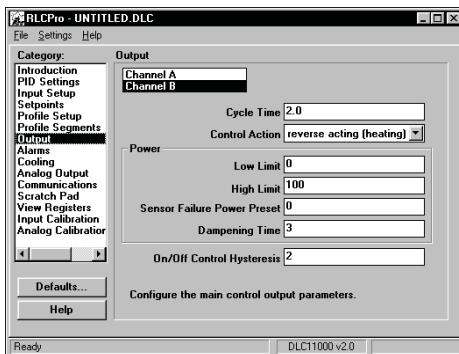 RLCPro - UNTITLED.DLC
File Settings Help
Category:
Introduction
PID Settings
Input Setup
Setpoints
Profile Setup
Profile Segments
Output
Alarms
Cooling
Analog Output
Communications
Scratch Pad
View Registers
Input Calibration
Analog Calibration
Defaults...
Help
Output
Channel A
Channel B
Cycle Time 2.0
Control Action reverse acting (heating)
Power
Low Limit 0
High Limit 100
Sensor Failure Power Preset 0
Dampening Time 3
On/Off Control Hysteresis 2
Configure the main control output parameters.
Ready
DLC11000 v2.0